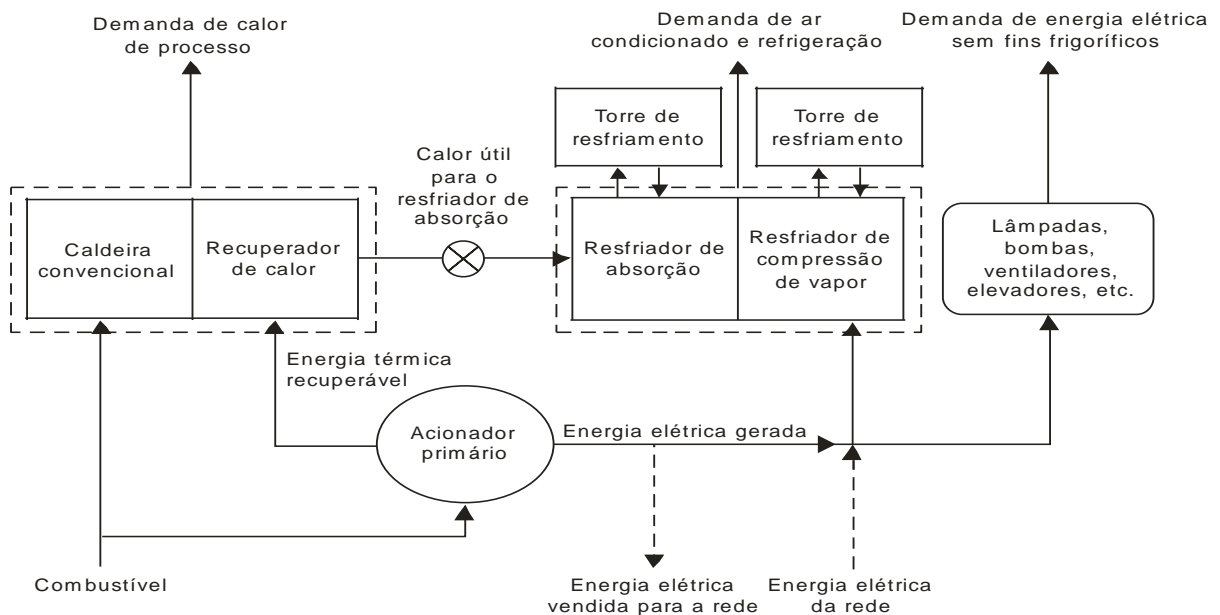 Demanda de calor
de processo
Demanda de ar
condicionado e refrigeração
Demanda de energia elétrica
sem fins frigoríficos
Torre de
resfriamento
Torre de
resfriamento
Calor útil
para o
resfriador de
absorção
Caldeira
convencional
Recuperador
de calor
Resfriador de
absorção
Resfriador de
compressão
de vapor
Lâmpadas,
bombas,
ventiladores,
elevadores, etc.
Energia térmica
recuperável
Acionador
primário
Energia elétrica gerada
Combustível
Energia elétrica
vendida para a rede
Energia elétrica
da rede